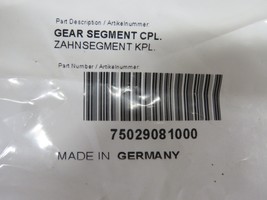 Part Description / Artikelnummer
GEAR SEGMENT CPL.
ZAHNSEGMENT KPL.
Part Number / Artikelnummer
75029081000
MADE IN GERMANY